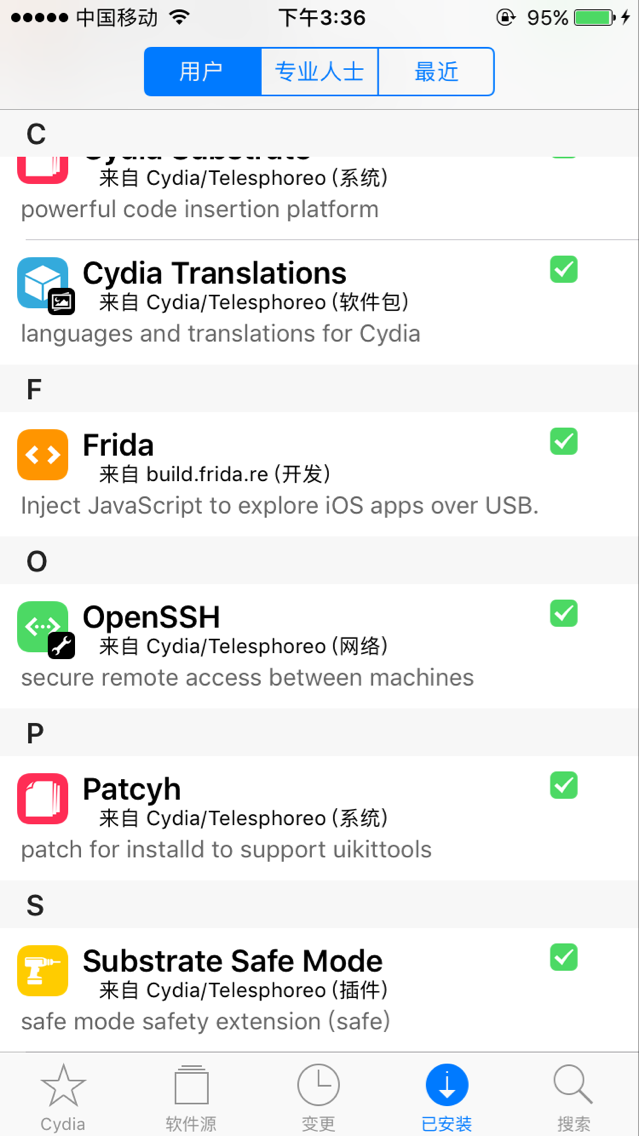 中国移动
下午3:36
95%
用户
专业人士
最近
C
Cydia Substrate
来自 Cydia/Telesphoreo (系统)
powerful code insertion platform
Cydia Translations
来自 Cydia/Telesphoreo (软件包)
languages and translations for Cydia
F
Frida
来自 build.frida.re (开发)
Inject JavaScript to explore iOS apps over USB.
O
OpenSSH
来自 Cydia/Telesphoreo (网络)
secure remote access between machines
P
Patcyh
来自 Cydia/Telesphoreo (系统)
patch for installd to support uikittools
S
Substrate Safe Mode
来自 Cydia/Telesphoreo (插件)
safe mode safety extension (safe)
Cydia
软件源
变更
已安装
搜索